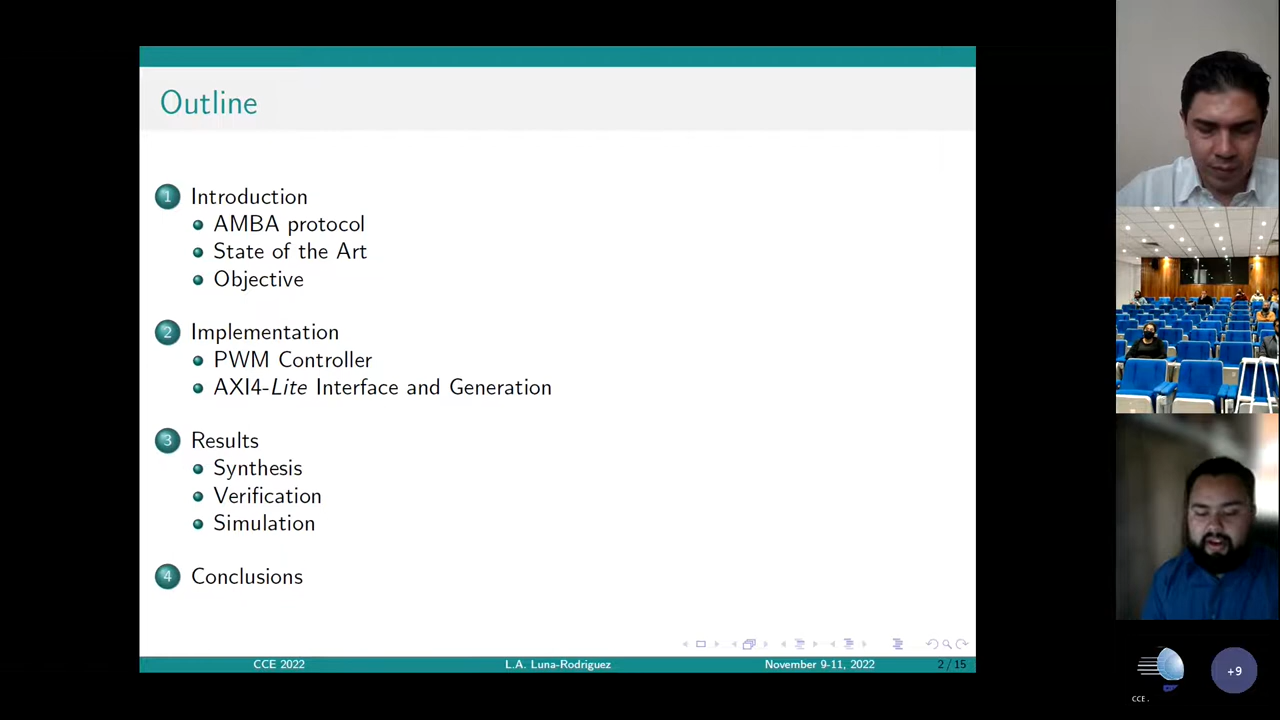 Outline
1 Introduction
AMBA protocol
State of the Art
Objective
2 Implementation
PWM Controller
AXI4-Lite Interface and Generation
3 Results
Synthesis
Verification
Simulation
4 Conclusions
CCE 2022 L.A. Luna-Rodriguez November 9-11, 2022 2 / 15
CCE .
+9